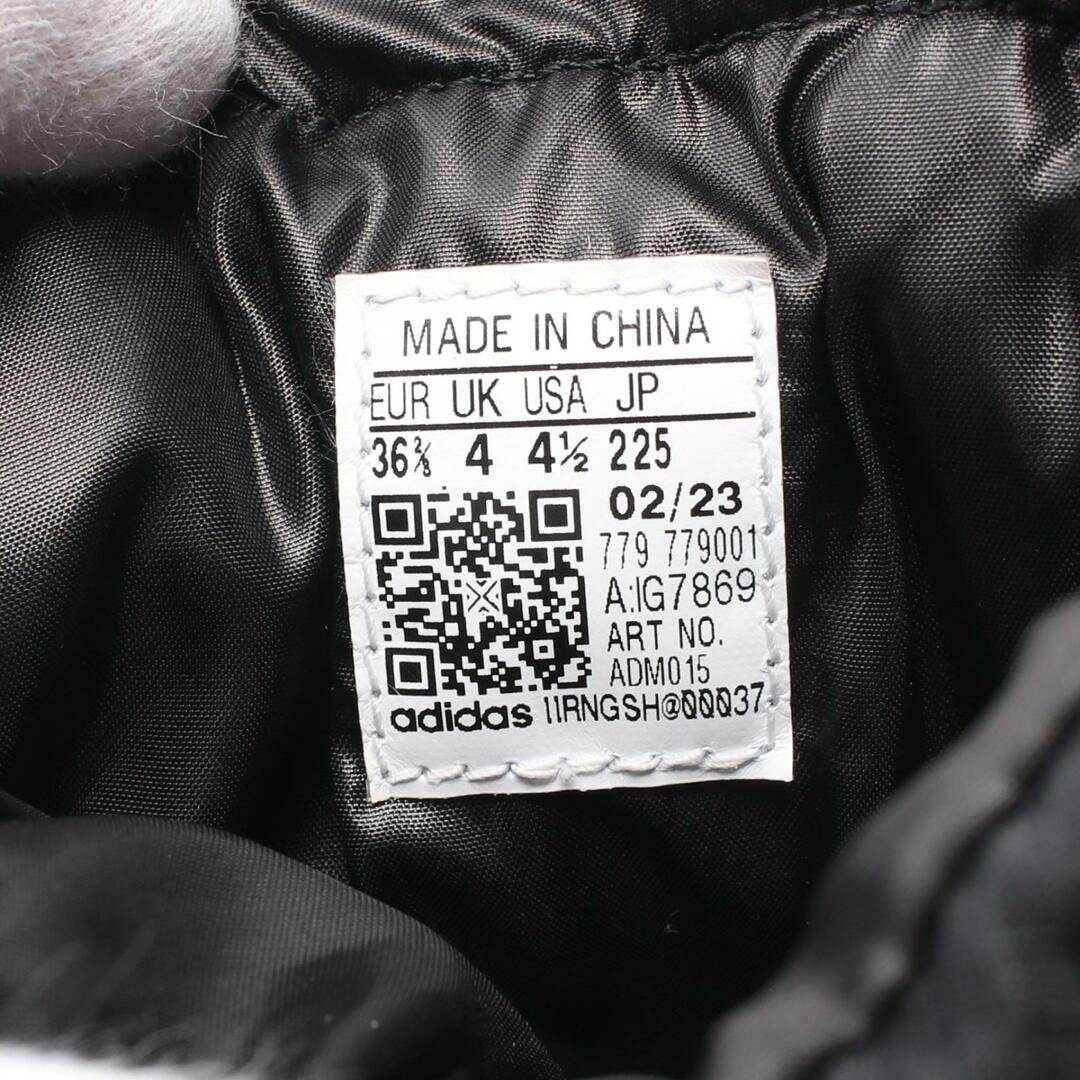 MADE IN CHINA
EUR UK USA JP
36⅔ 4 4½ 225
02/23
779 779001
A:IG7869
ART NO.
ADM015
adidas 11RNGSH@00037